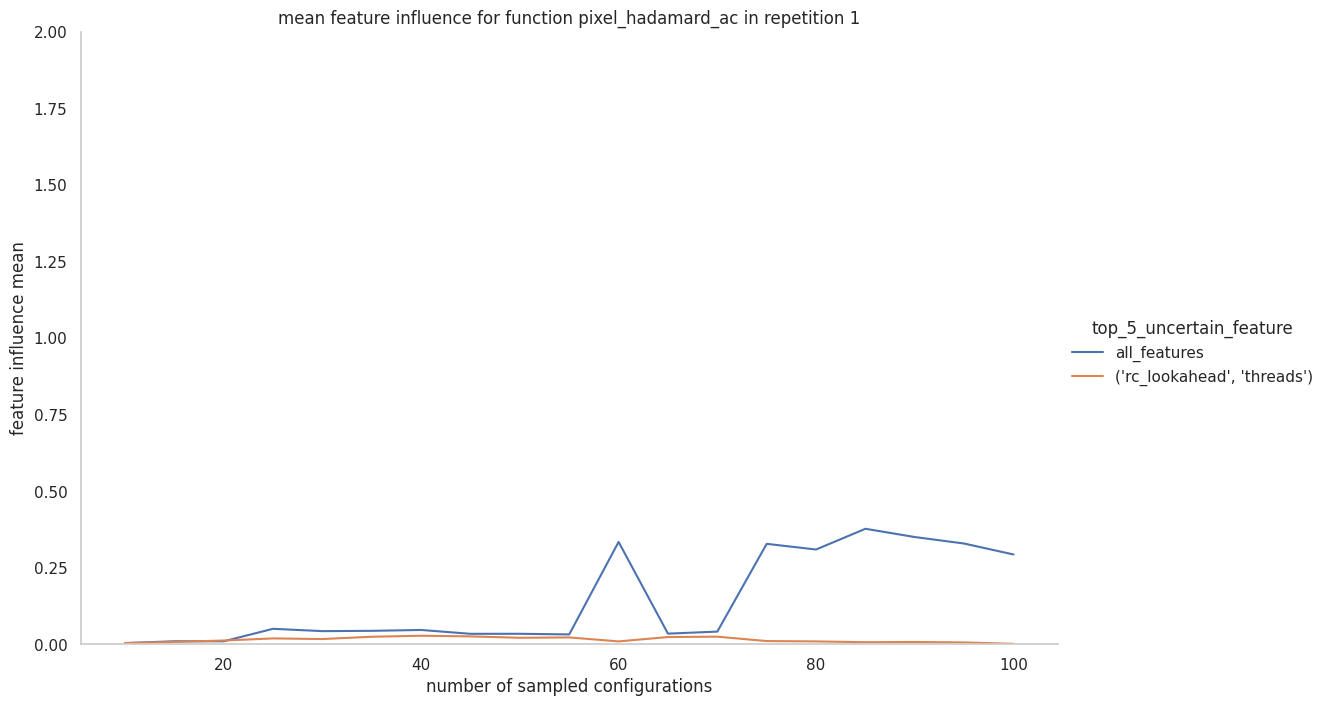 mean feature influence for function pixel_hadamard_ac in repetition 1
2.00
1.75
1.50
1.25
1.00
0.75
0.50
0.25
0.00
feature influence mean
20
40
60
80
100
number of sampled configurations
top_5_uncertain_feature
all_features
('rc_lookahead', 'threads')